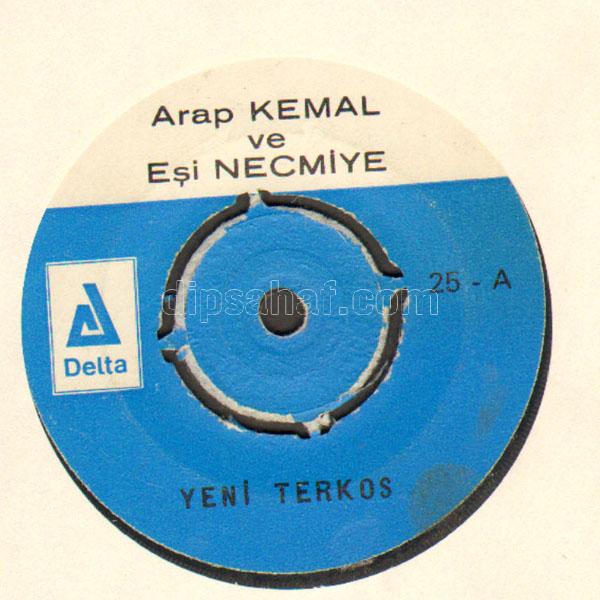 Arap KEMAL
ve
Eşi NECMİYE
dipsahaf.com
25 - A
Delta
YENİ TERKOS